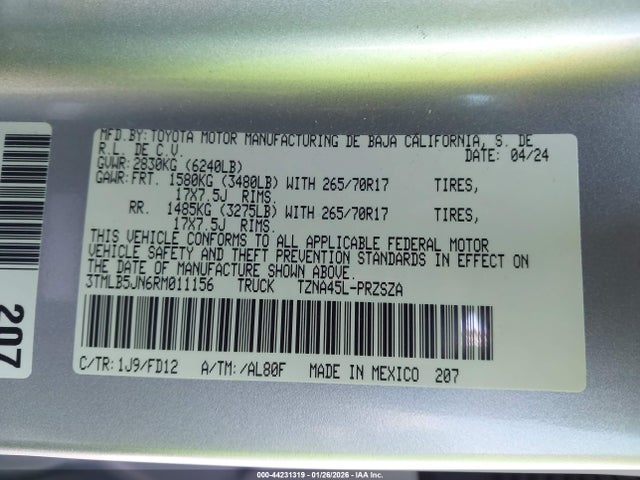 MFD.BY:TOYOTA MOTOR MANUFACTURING DE BAJA CALIFORNIA, S. DE
R.L. DE C.V.
DATE: 04/24
GVWR:2830KG (6240LB)
GAWR:FRT. 1580KG (3480LB) WITH 265/70R17 TIRES,
17X7.5J RIMS.
RR. 1485KG (3275LB) WITH 265/70R17 TIRES,
17X7.5J RIMS.
THIS VEHICLE CONFORMS TO ALL APPLICABLE FEDERAL MOTOR
VEHICLE SAFETY AND THEFT PREVENTION STANDARDS IN EFFECT ON
THE DATE OF MANUFACTURE SHOWN ABOVE.
3TMLB5JN6RM011156 TRUCK TZNA45L-PRZSZA
C/TR:1J9/FD12 A/TM:/AL80F MADE IN MEXICO 207
207
000-44231319 | 01/26/2026 | IAA Inc.